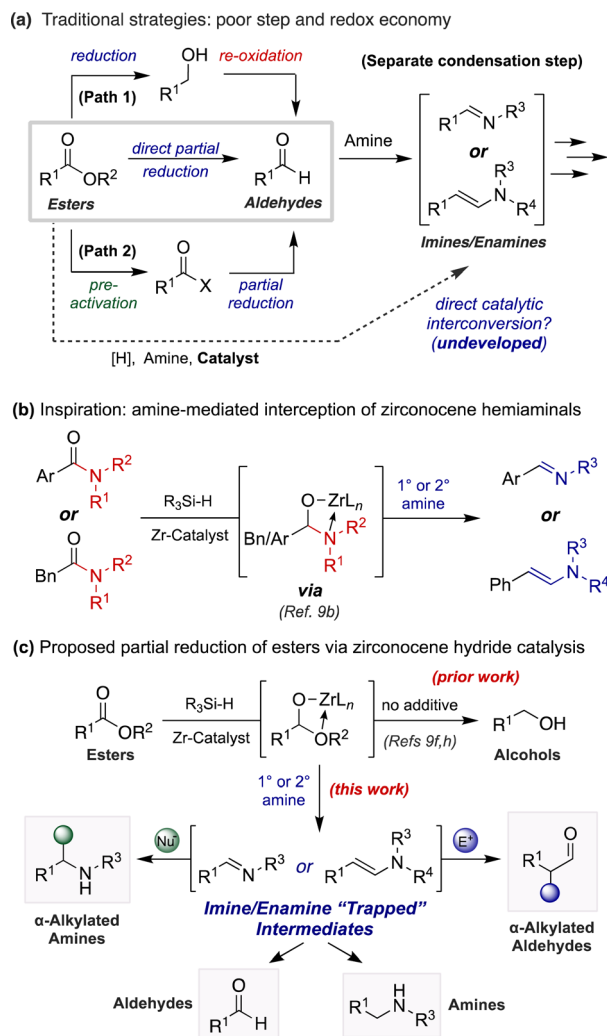 (a) Traditional strategies: poor step and redox economy
reduction
OH
re-oxidation
(Separate condensation step)
R1
(Path 1)
O
R1
OR2
Esters
direct partial
reduction
O
R1
H
Aldehydes
Amine
R1
N
R3
or
R3
R1
N
R4
Imines/Enamines
(Path 2)
pre-
activation
O
R1
X
partial
reduction
direct catalytic
interconversion?
(undeveloped)
[H], Amine, Catalyst
(b) Inspiration: amine-mediated interception of zirconocene hemiaminals
O
Ar
N
R2
R1
or
O
Bn
N
R2
R1
R3Si-H
Zr-Catalyst
O
ZrLn
Bn/Ar
N
R2
R1
via
(Ref. 9b)
1° or 2°
amine
Ar
N
R3
or
R3
Ph
N
R4
(c) Proposed partial reduction of esters via zirconocene hydride catalysis
O
R1
OR2
Esters
R3Si-H
Zr-Catalyst
O
ZrLn
R1
OR2
(prior work)
no additive
(Refs 9f,h)
R1
OH
Alcohols
1° or 2°
amine
(this work)
R1
N
R3
H
α-Alkylated
Amines
Nu-
R1
N
R3
or
R3
R1
N
R4
Imine/Enamine “Trapped”
Intermediates
E+
O
R1
H
α-Alkylated
Aldehydes
Aldehydes
O
R1
H
H
R1
N
R3
Amines